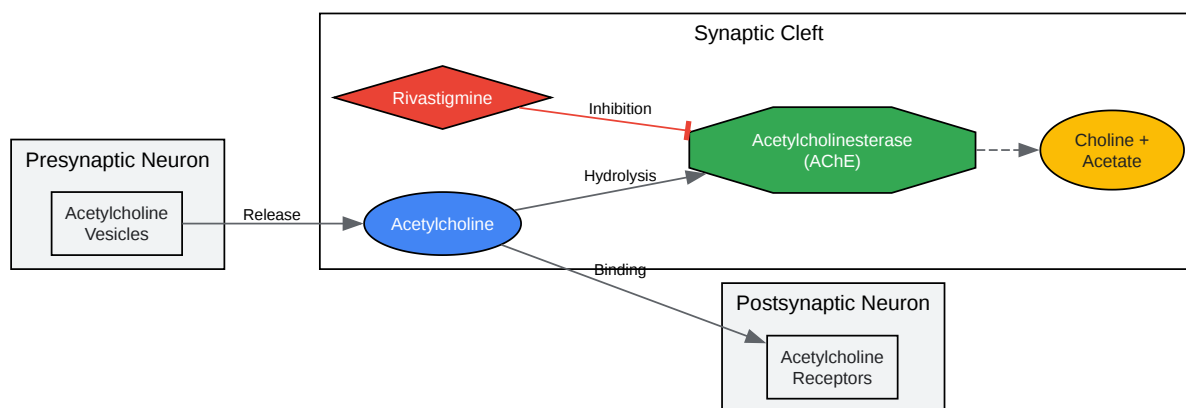 Synaptic Cleft
Rivastigmine
Inhibition
Acetylcholinesterase
(AChE)
Choline +
Acetate
Presynaptic Neuron
Acetylcholine
Vesicles
Release
Hydrolysis
Acetylcholine
Binding
Postsynaptic Neuron
Acetylcholine
Receptors